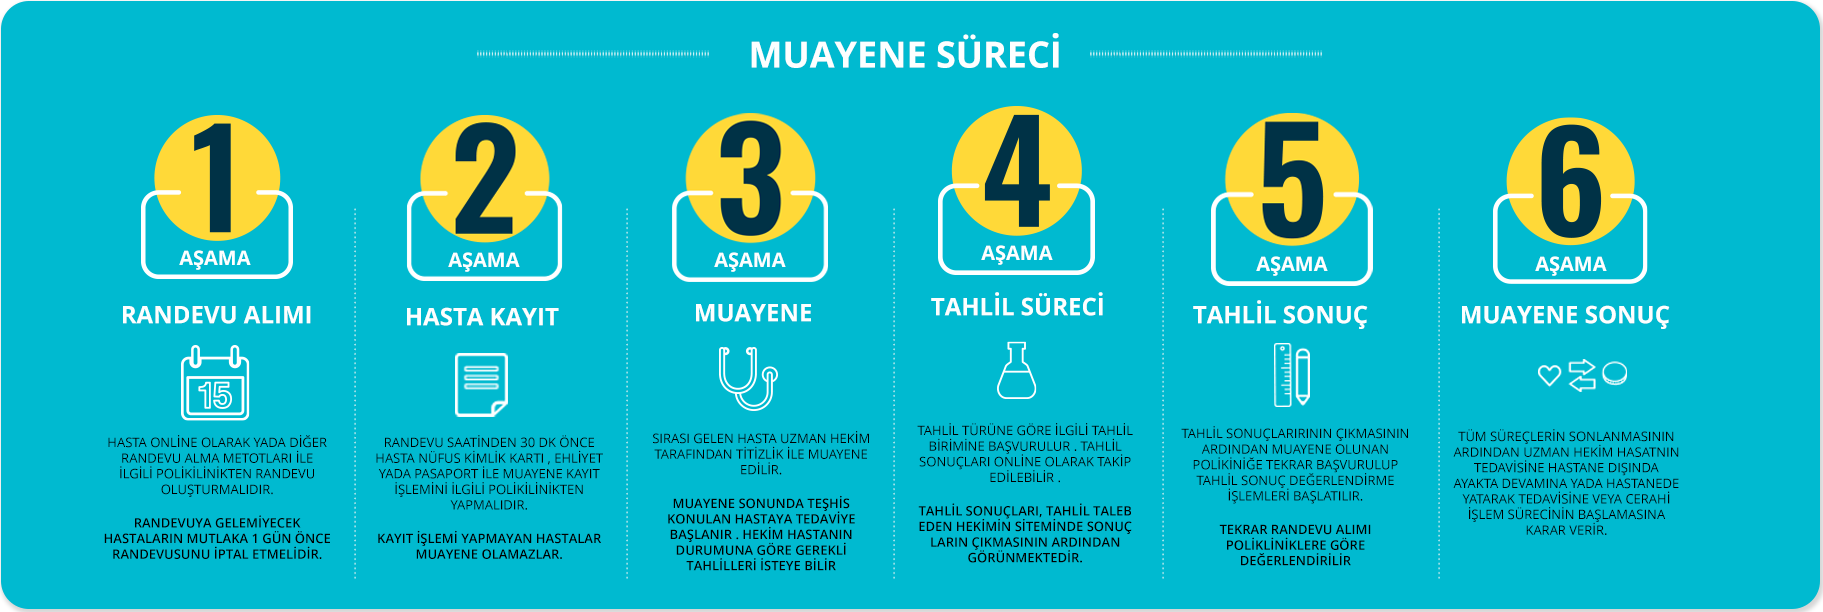 MUAYENE SÜRECİ
1
AŞAMA
RANDEVU ALIMI
15
HASTA ONLİNE OLARAK YADA DİĞER
RANDEVU ALMA METOTLARI İLE
İLGİLİ POLİKİLİNİKTEN RANDEVU
OLUŞTURMALIDIR.
RANDEVUYA GELEMİYECEK
HASTALARIN MUTLAKA 1 GÜN ÖNCE
RANDEVUSUNU İPTAL ETMELİDİR.
2
AŞAMA
HASTA KAYIT
RANDEVU SAATİNDEN 30 DK ÖNCE
HASTA NÜFUS KİMLİK KARTI , EHLİYET
YADA PASAPORT İLE MUAYENE KAYIT
İŞLEMİNİ İLGİLİ POLİKİLİNİKTEN
YAPMALIDIR.
KAYIT İŞLEMİ YAPMAYAN HASTALAR
MUAYENE OLAMAZLAR.
3
AŞAMA
MUAYENE
SIRASI GELEN HASTA UZMAN HEKİM
TARAFINDAN TİTİZLİK İLE MUAYENE
EDİLİR.
MUAYENE SONUNDA TEŞHİS
KONULAN HASTAYA TEDAVİYE
BAŞLANIR . HEKİM HASTANIN
DURUMUNA GÖRE GEREKLİ
TAHLİLLERİ İSTEYE BİLİR
4
AŞAMA
TAHLİL SÜRECİ
TAHLİL TÜRÜNE GÖRE İLGİLİ TAHLİL
BİRİMİNE BAŞVURULUR . TAHLİL
SONUÇLARI ONLİNE OLARAK TAKİP
EDİLEBİLİR .
TAHLİL SONUÇLARI, TAHLİL TALEB
EDEN HEKİMİN SİTEMİNDE SONUÇ
LARIN ÇIKMASININ ARDINDAN
GÖRÜNMEKTEDİR.
5
AŞAMA
TAHLİL SONUÇ
TAHLİL SONUÇLARIRININ ÇIKMASININ
ARDINDAN MUAYENE OLUNAN
POLİKİNİĞE TEKRAR BAŞVURULUP
TAHLİL SONUÇ DEĞERLENDİRME
İŞLEMLERİ BAŞLATILIR.
TEKRAR RANDEVU ALIMI
POLİKLİNİKLERE GÖRE
DEĞERLENDİRİLİR
6
AŞAMA
MUAYENE SONUÇ
TÜM SÜREÇLERİN SONLANMASININ
ARDINDAN UZMAN HEKİM HASATNIN
TEDAVİSİNE HASTANE DIŞINDA
AYAKTA DEVAMINA YADA HASTANEDE
YATARAK TEDAVİSİNE VEYA CERAHİ
İŞLEM SÜRECİNİN BAŞLAMASINA
KARAR VERİR.